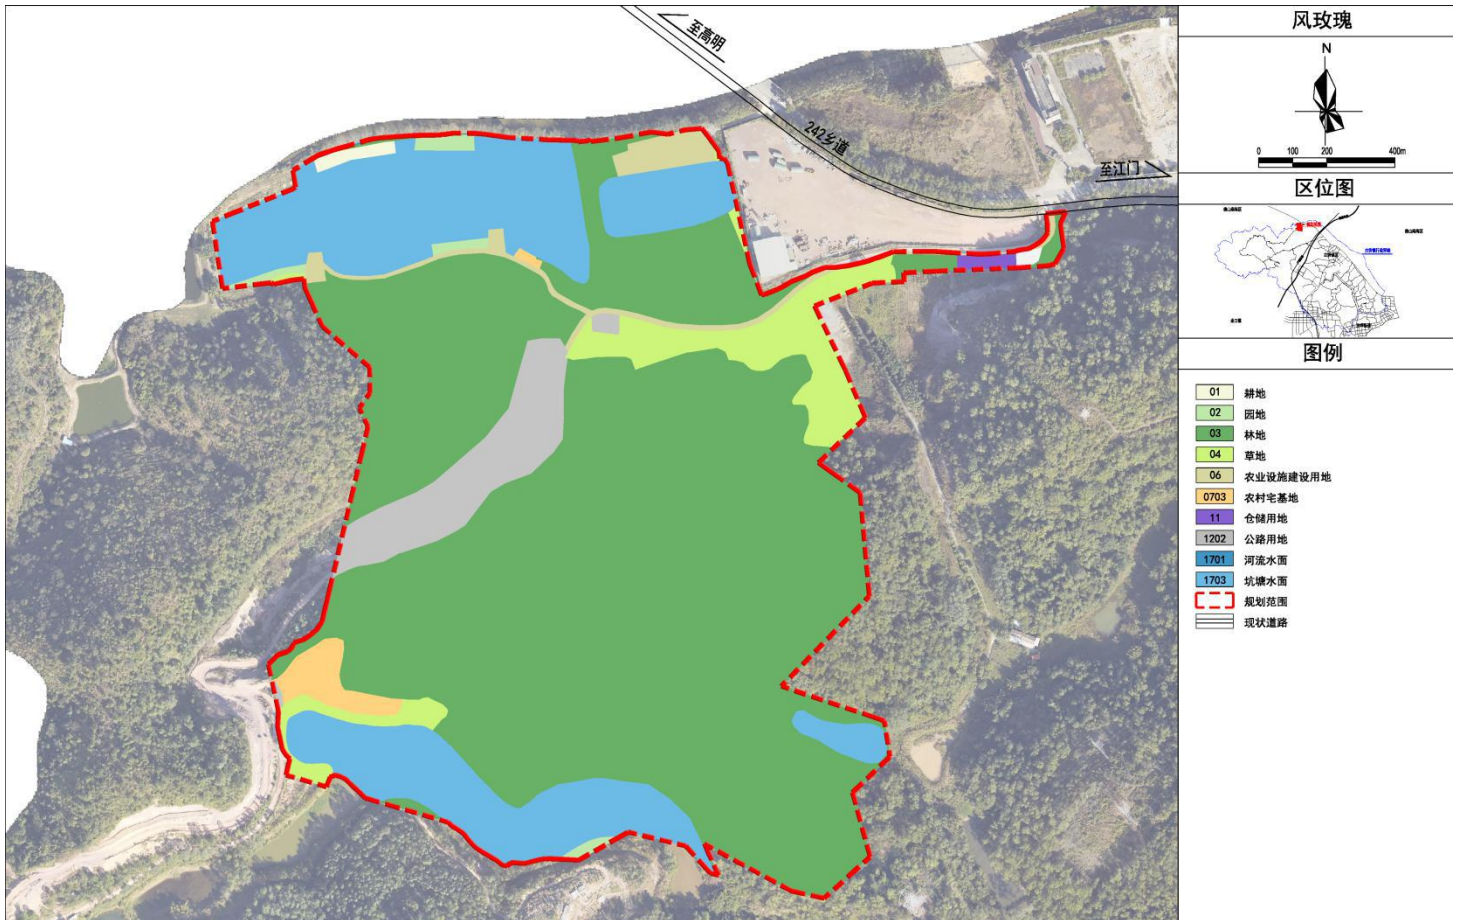 至高明
242乡道
至江门
风玫瑰
N
0 100 200 400m
区位图
图例
01 耕地
02 园地
03 林地
04 草地
06 农业设施建设用地
0703 农村宅基地
11 仓储用地
1202 公路用地
1701 河流水面
1703 坑塘水面
规划范围
现状道路